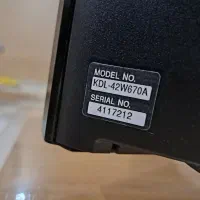 MODEL NO.
KDL-42W670A
SERIAL NO.
4117212